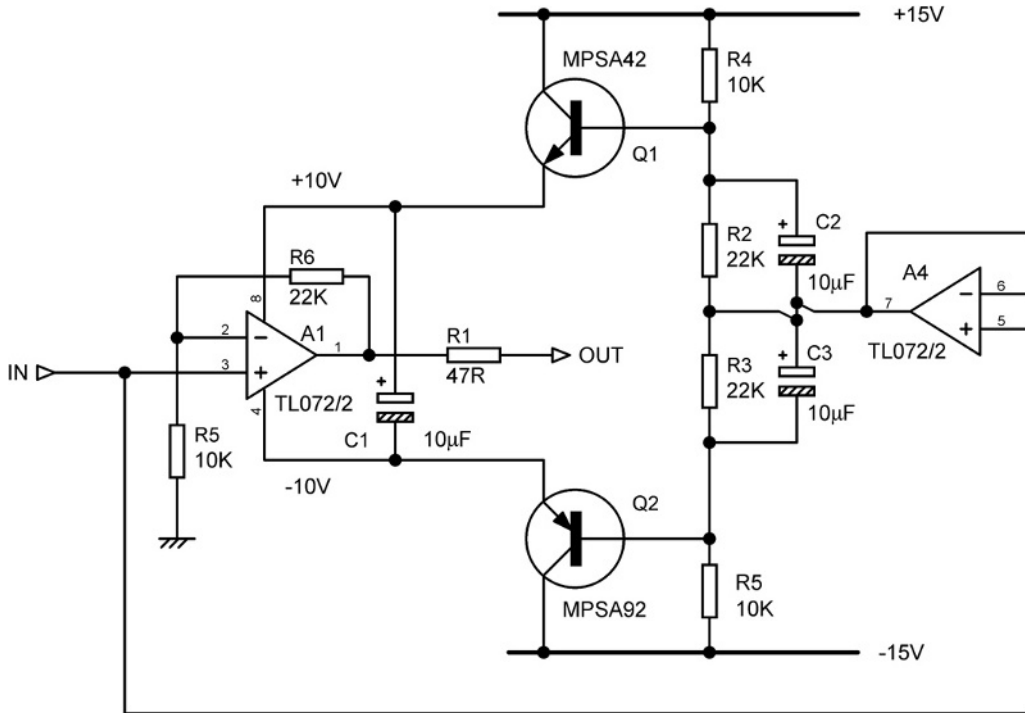 +15V
MPSA42
R4
10K
Q1
+10V
C2
+
R2
22K
10µF
R6
22K
A4
8
A1
2
−
1
3
+
4
IN
TL072/2
R1
47R
OUT
+
C1
10µF
7
−
6
+
5
TL072/2
C3
+
R3
22K
10µF
R5
10K
-10V
Q2
MPSA92
R5
10K
-15V